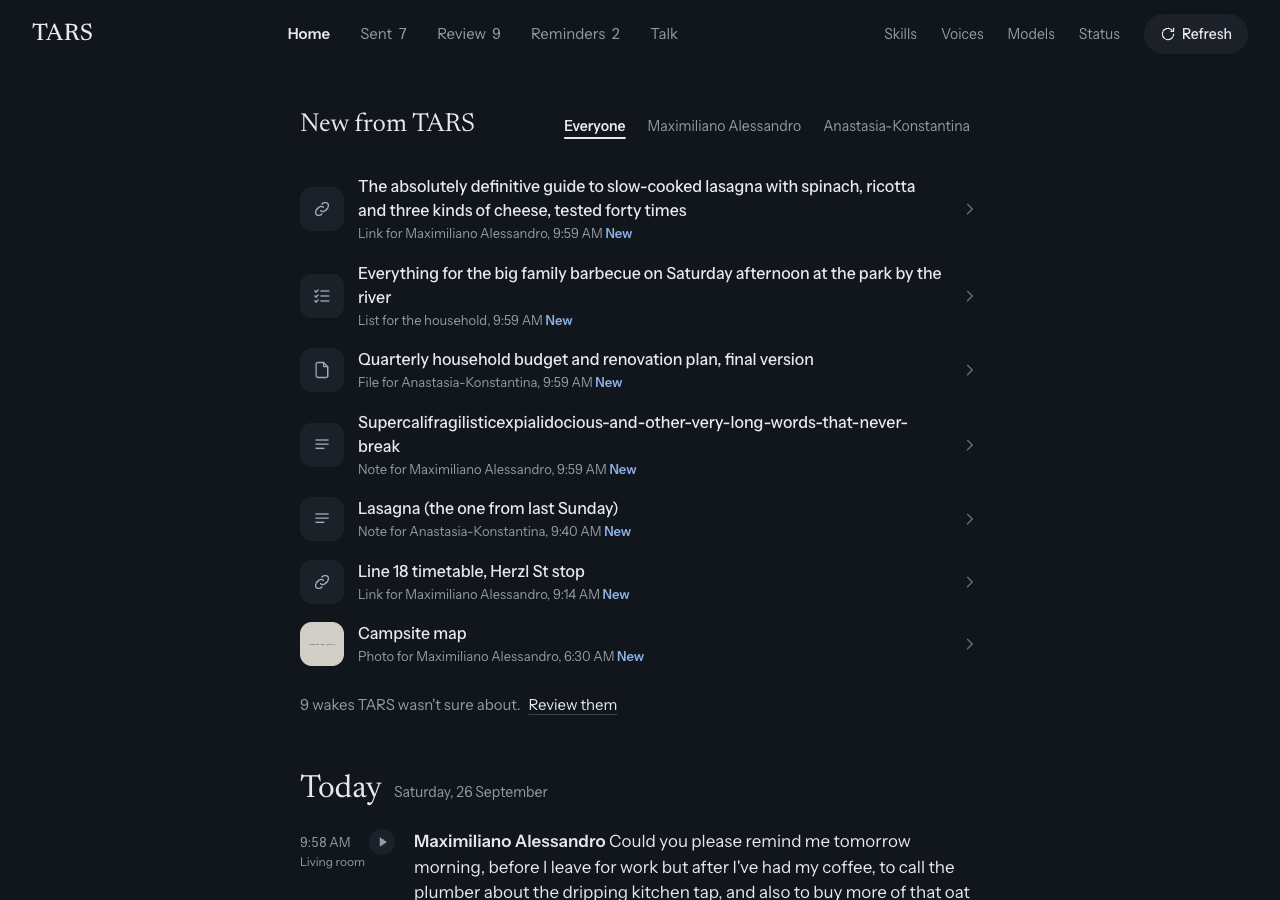 TARS
Home Sent 7 Review 9 Reminders 2 Talk
Skills Voices Models Status Refresh
New from TARS
Everyone Maximiliano Alessandro Anastasia-Konstantina
The absolutely definitive guide to slow-cooked lasagna with spinach, ricotta
and three kinds of cheese, tested forty times
Link for Maximiliano Alessandro, 9:59 AM New
Everything for the big family barbecue on Saturday afternoon at the park by the
river
List for the household, 9:59 AM New
Quarterly household budget and renovation plan, final version
File for Anastasia-Konstantina, 9:59 AM New
Supercalifragilisticexpialidocious-and-other-very-long-words-that-never-
break
Note for Maximiliano Alessandro, 9:59 AM New
Lasagna (the one from last Sunday)
Note for Anastasia-Konstantina, 9:40 AM New
Line 18 timetable, Herzl St stop
Link for Maximiliano Alessandro, 9:14 AM New
Campsite map
Photo for Maximiliano Alessandro, 6:30 AM New
9 wakes TARS wasn't sure about. Review them
Today Saturday, 26 September
9:58 AM
Living room
Maximiliano Alessandro Could you please remind me tomorrow
morning, before I leave for work but after I've had my coffee, to call the
plumber about the dripping kitchen tap, and also to buy more of that oat